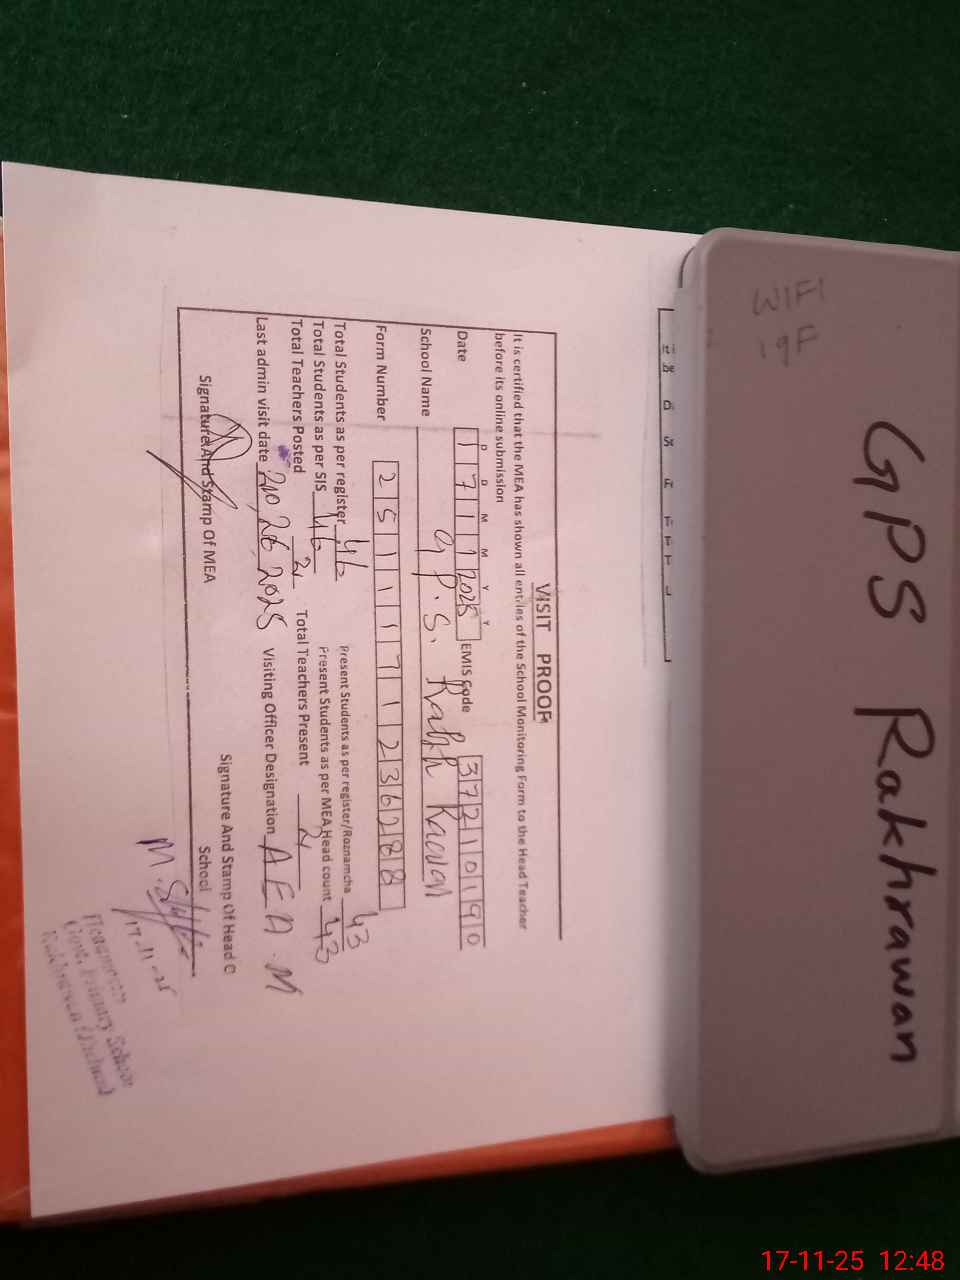 VISIT PROOF
It is certified that the MEA has shown all entries of the School Monitoring Form to the Head Teacher
before its online submission
D D M M Y Y
Date 1 7 1 1 2025 EMIS code 3 7 2 1 0 1 9 0
School Name G.P.S. Rakh Rawan
Form Number 2 5 1 1 1 7 1 2 3 6 2 8 8
Total Students as per register 46 Present Students as per register/Roznamcha 43
Total Students as per SIS 46 Present Students as per MEA Head count 43
Total Teachers Posted 2 Total Teachers Present 2
Last admin visit date 2025 Visiting Officer Designation A E A. M
Signature And Stamp Of MEA
Signature And Stamp Of Head
School
17-11-25
Headmaster
Govt. Primary School
WIFI
19F
GPS Rakhrawan
17-11-25 12:48